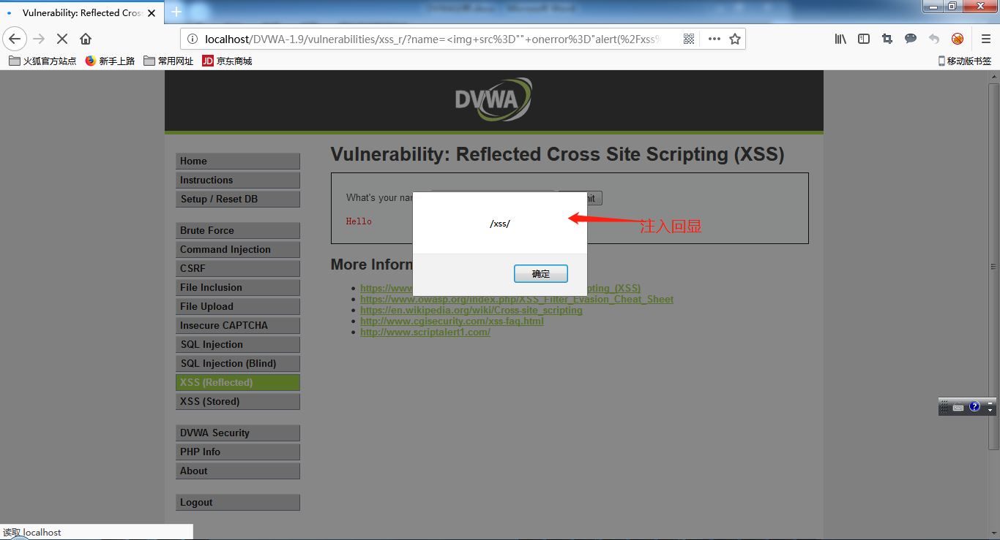 Vulnerability: Reflected Cros
localhost/DVWA-1.9/vulnerabilities/xss_r/?name=<img+src%3D""+onerror%3D"alert(%2Fxss%
火狐官方站点 新手上路 常用网址 JD 京东商城 移动版书签
DVWA
Vulnerability: Reflected Cross Site Scripting (XSS)
Home
Instructions
Setup / Reset DB
Brute Force
Command Injection
CSRF
File Inclusion
File Upload
Insecure CAPTCHA
SQL Injection
SQL Injection (Blind)
XSS (Reflected)
XSS (Stored)
DVWA Security
PHP Info
About
Logout
What's your nam
Hello
/xss/
确定
注入回显
More Inforn
https://www.
pting_(XSS)
https://www.owasp.org/index.php/XSS_Filter_Evasion_Cheat_Sheet
https://en.wikipedia.org/wiki/Cross-site_scripting
http://www.cgisecurity.com/xss-faq.html
http://www.scriptalert1.com/
读取 localhost